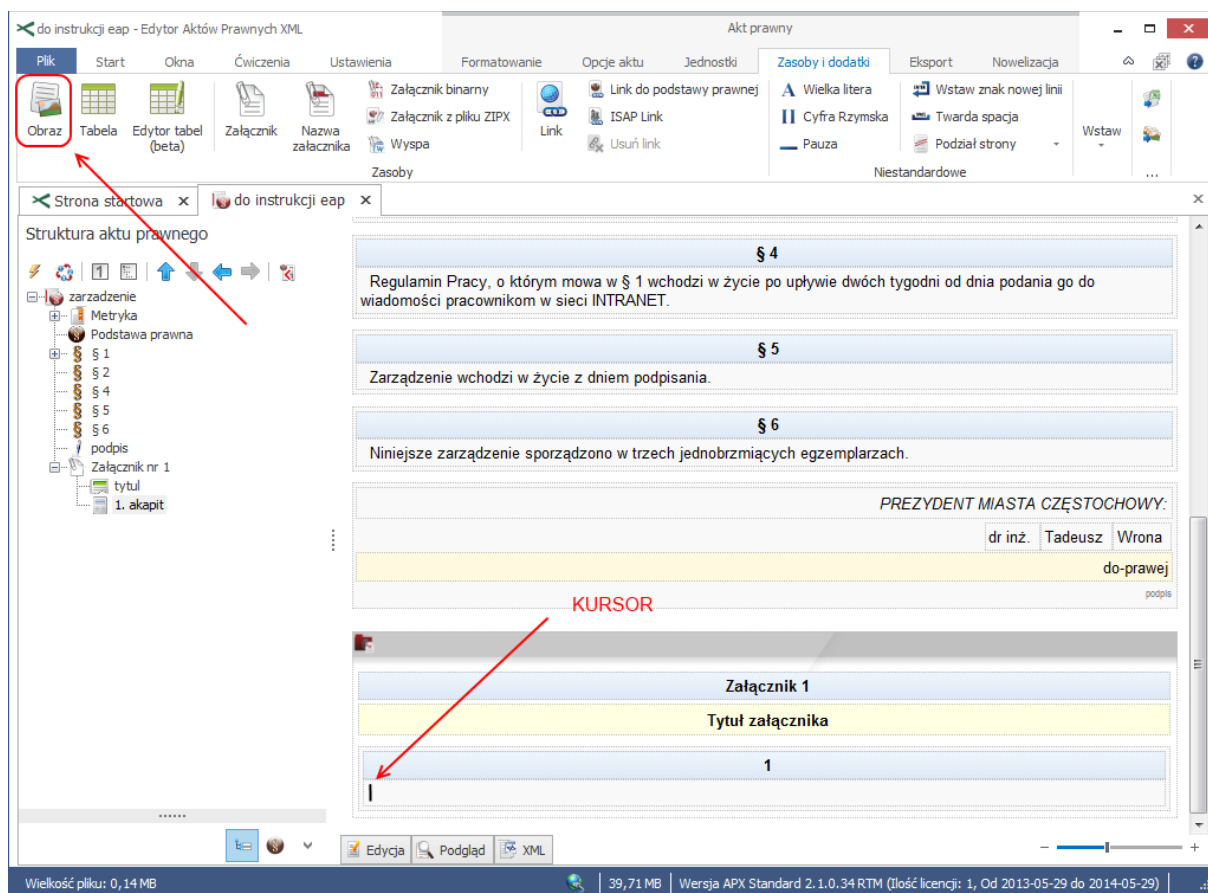 do instrukcji eap - Edytor Aktów Prawnych XML
Akt prawny
Plik Start Okna Ćwiczenia Ustawienia Formatowanie Opcje aktu Jednostki Zasoby i dodatki Eksport Nowelizacja
Załącznik binarny Link do podstawy prawnej Wielka litera Wstaw znak nowej linii
Załącznik z pliku ZIPX ISAP Link Cyfra Rzymska Twarda spacja
Obraz Tabela Edytor tabel Załącznik Nazwa Link Wstaw
(beta) załacznika Wyspa Usuń link Pauza Podział strony
Zasoby Niestandardowe ...
Strona startowa do instrukcji eap
Struktura aktu prawnego
zarzadzenie
Metryka
Podstawa prawna
§ 1
§ 2
§ 4
§ 5
§ 6
podpis
Załącznik nr 1
tytul
1. akapit
§ 4
Regulamin Pracy, o którym mowa w § 1 wchodzi w życie po upływie dwóch tygodni od dnia podania go do
wiadomości pracownikom w sieci INTRANET.
§ 5
Zarządzenie wchodzi w życie z dniem podpisania.
§ 6
Niniejsze zarządzenie sporządzono w trzech jednobrzmiących egzemplarzach.
PREZYDENT MIASTA CZĘSTOCHOWY:
dr inż. Tadeusz Wrona
do-prawej
podpis
KURSOR
Załącznik 1
Tytuł załącznika
1
Edycja Podgląd XML
Wielkość pliku: 0,14 MB 39,71 MB Wersja APX Standard 2.1.0.34 RTM (Ilość licencji: 1, Od 2013-05-29 do 2014-05-29)